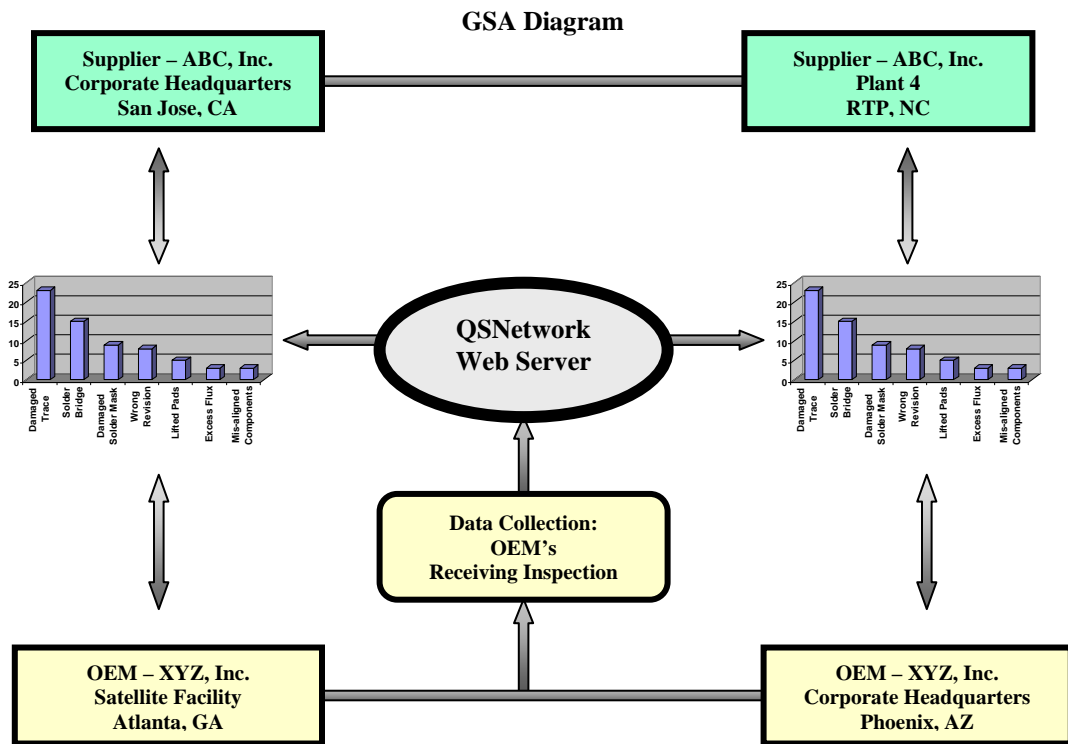 GSA Diagram
Supplier – ABC, Inc.
Corporate Headquarters
San Jose, CA
Supplier – ABC, Inc.
Plant 4
RTP, NC
25
20
15
10
5
0
Damaged
Trace
Solder
Bridge
Damaged
Solder Mask
Wrong
Revision
Lifted Pads
Excess Flux
Mis-aligned
Components
QSNetwork
Web Server
25
20
15
10
5
0
Damaged
Trace
Solder
Bridge
Damaged
Solder Mask
Wrong
Revision
Lifted Pads
Excess Flux
Mis-aligned
Components
Data Collection:
OEM's
Receiving Inspection
OEM – XYZ, Inc.
Satellite Facility
Atlanta, GA
OEM – XYZ, Inc.
Corporate Headquarters
Phoenix, AZ